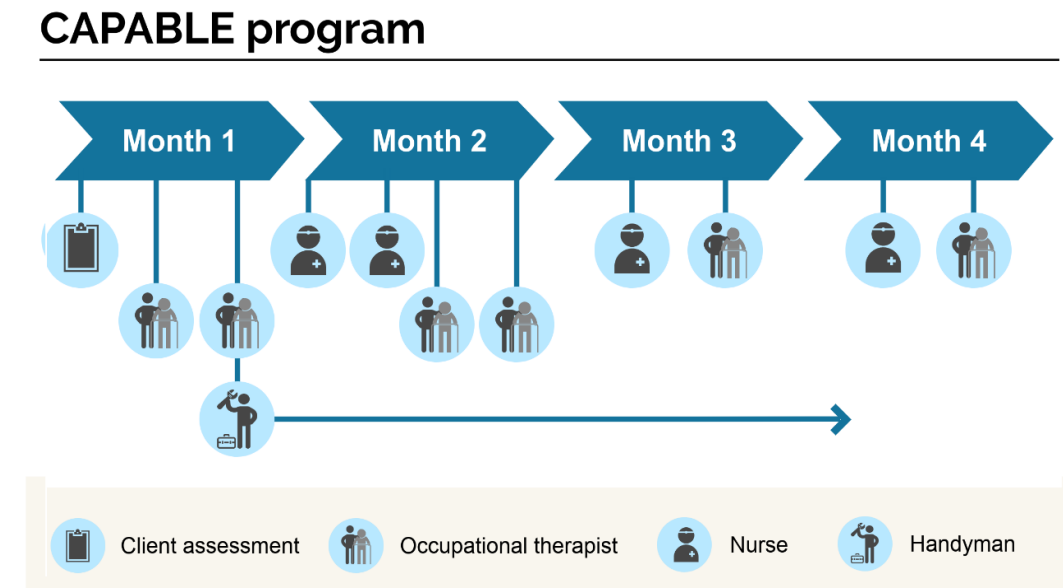 CAPABLE program
Month 1
Month 2
Month 3
Month 4
Client assessment
Occupational therapist
Nurse
Handyman